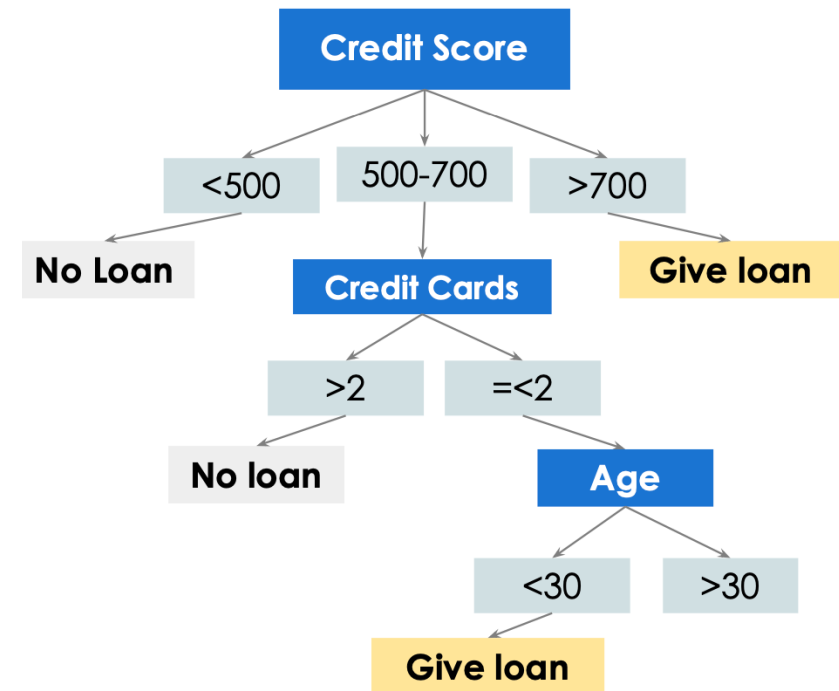 Credit Score
<500
500-700
>700
No Loan
Give loan
Credit Cards
>2
=<2
No loan
Age
<30
>30
Give loan